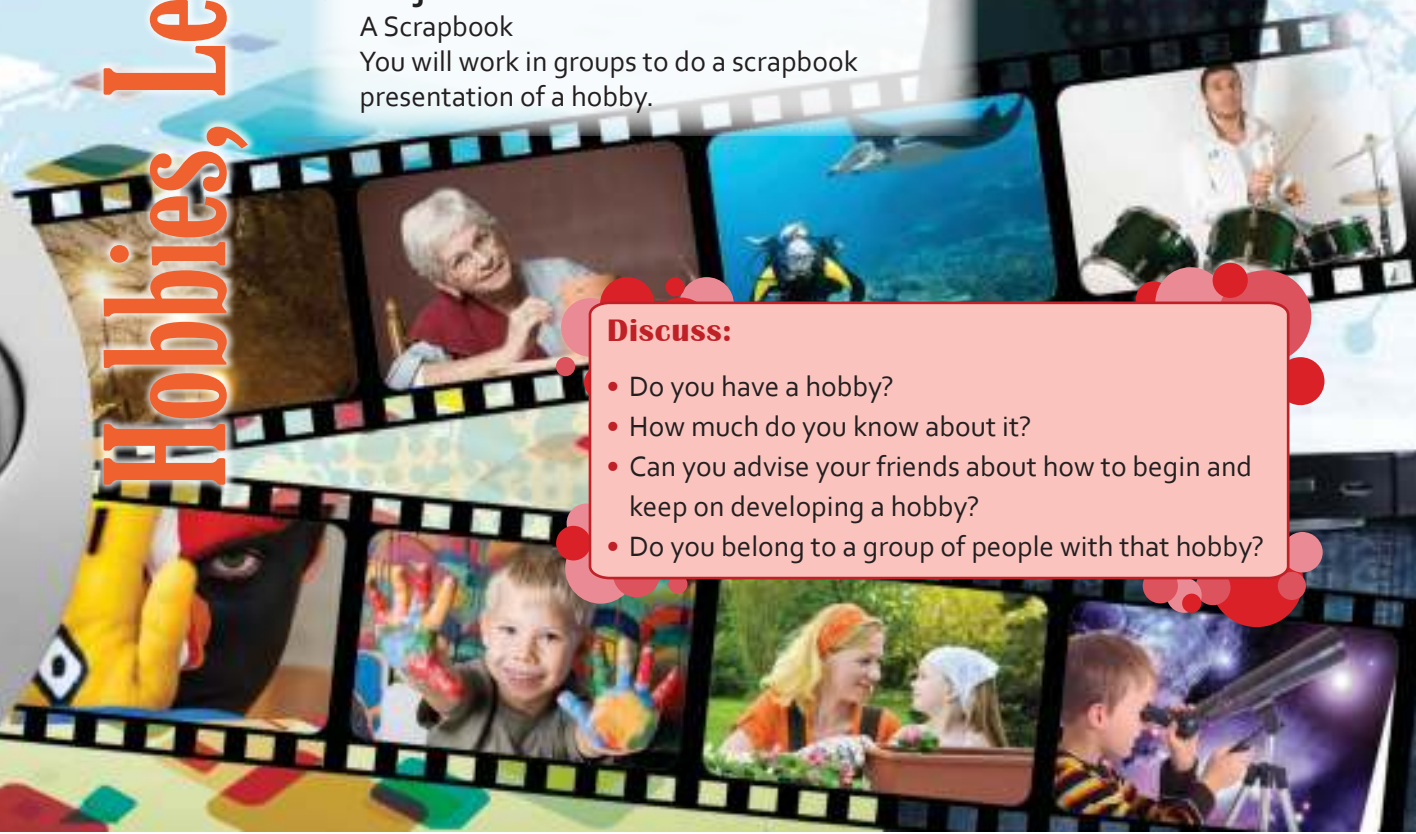 A Scrapbook
You will work in groups to do a scrapbook
presentation of a hobby.
Hobbies, Le
Discuss:
• Do you have a hobby?
• How much do you know about it?
• Can you advise your friends about how to begin and
keep on developing a hobby?
• Do you belong to a group of people with that hobby?